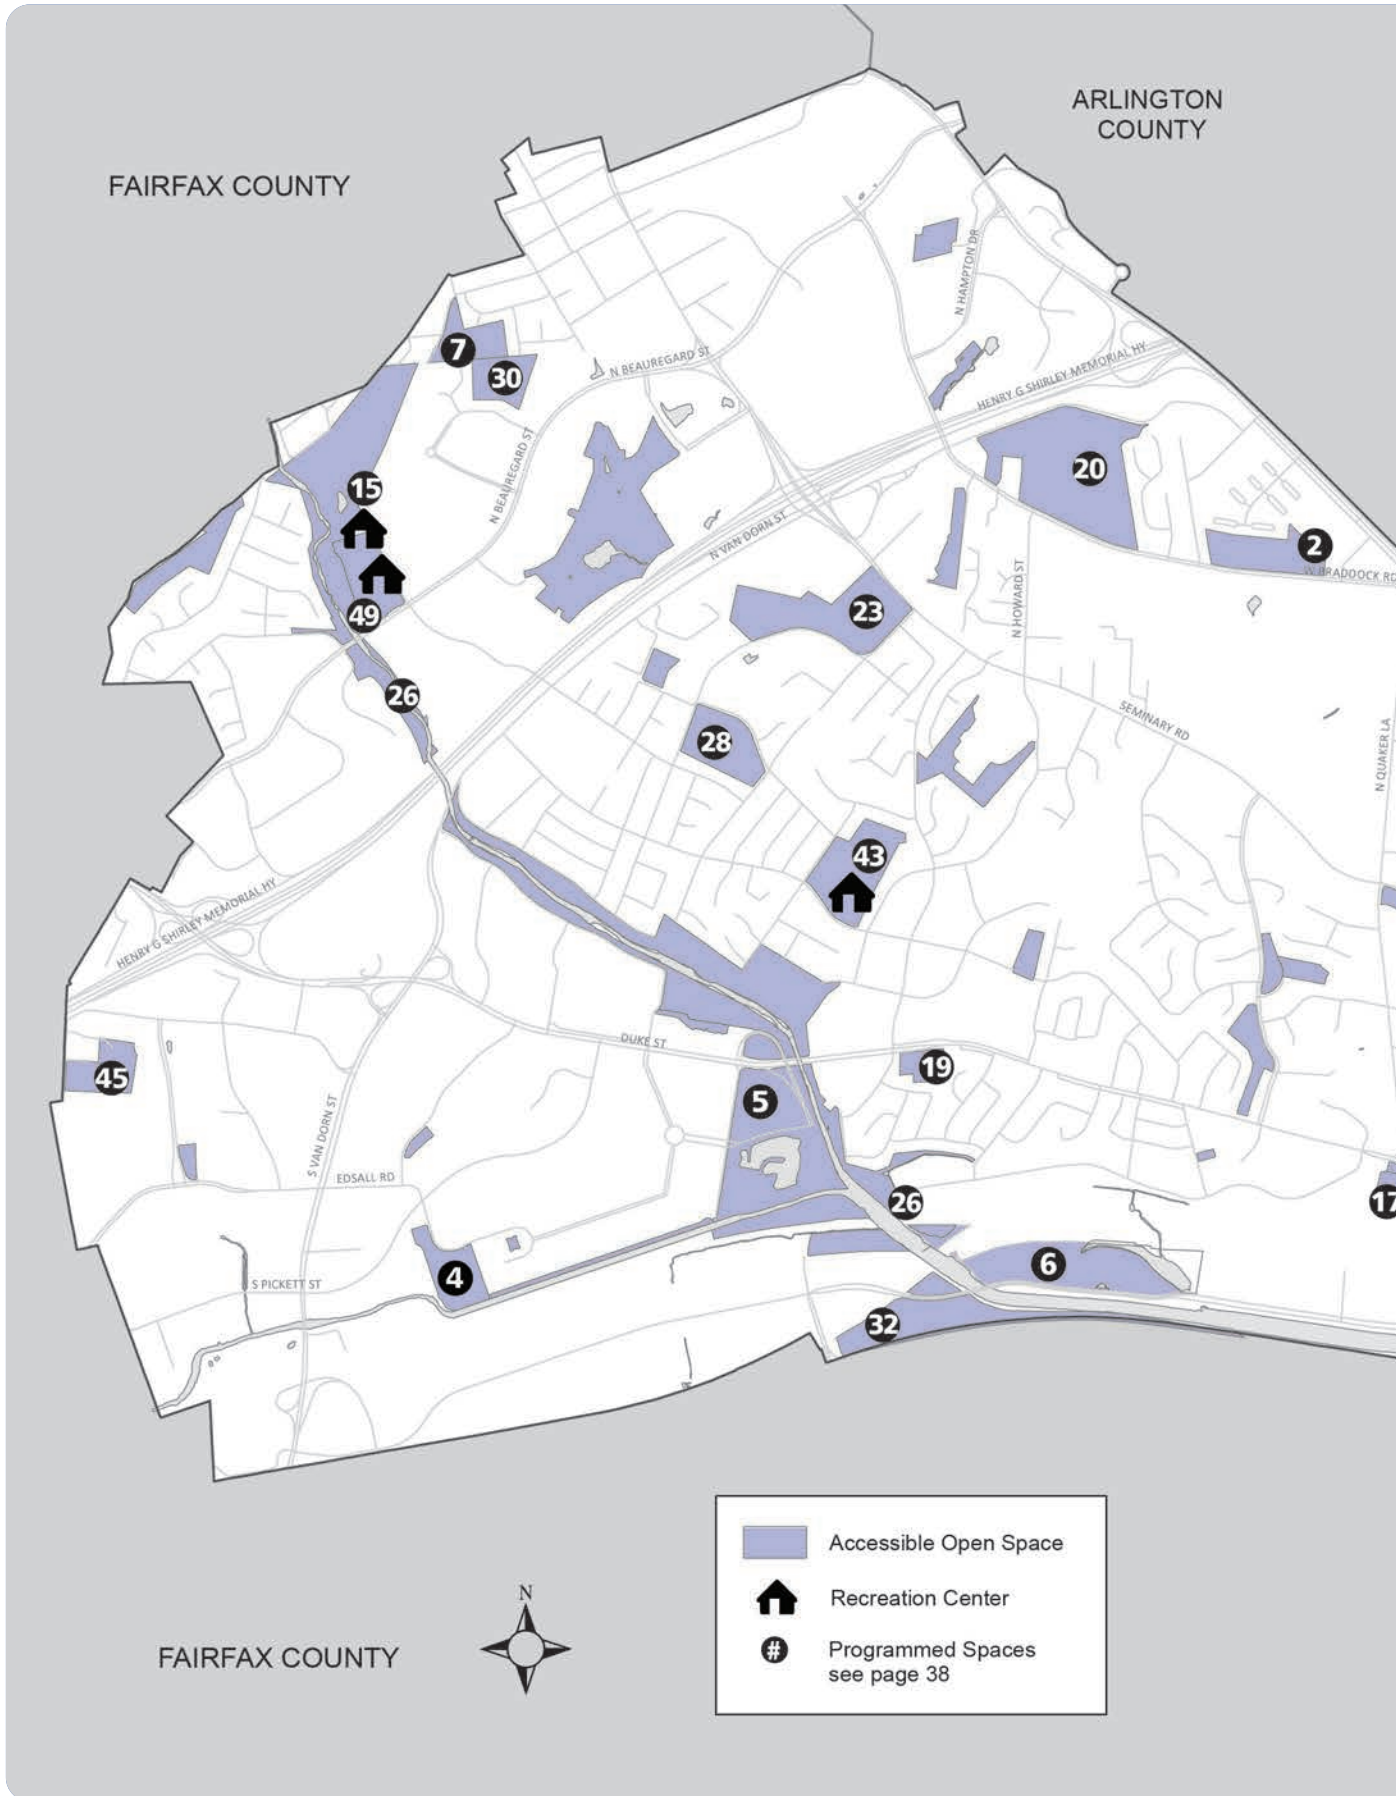 ARLINGTON
COUNTY
FAIRFAX COUNTY
N HAMPTON DR
7
30
N BEAUREGARD ST
HENRY G SHIRLEY MEMORIAL HY
20
15
N BEAUREGARD ST
N VAN DORN ST
2
W BRADDOCK RD
49
23
N HOWARD ST
26
SEMINARY RD
28
N QUAKER LA
43
HENRY G SHIRLEY MEMORIAL HY
DUKE ST
45
19
5
S VAN DORN ST
EDSALL RD
26
17
4
S PICKETT ST
6
32
Accessible Open Space
Recreation Center
# Programmed Spaces
see page 38
N
FAIRFAX COUNTY